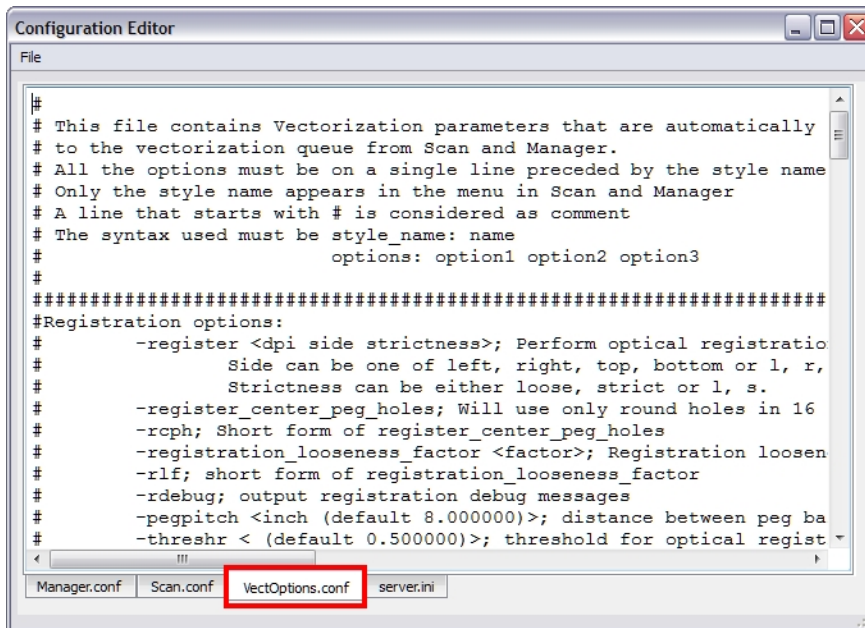 Configuration Editor
File
#
# This file contains Vectorization parameters that are automatically
# to the vectorization queue from Scan and Manager.
# All the options must be on a single line preceded by the style name
# Only the style name appears in the menu in Scan and Manager
# A line that starts with # is considered as comment
# The syntax used must be style_name: name
# options: option1 option2 option3
#
#####################################################################
#Registration options:
# -register <dpi side strictness>; Perform optical registratio
# Side can be one of left, right, top, bottom or l, r,
# Strictness can be either loose, strict or l, s.
# -register_center_peg_holes; Will use only round holes in 16
# -rcph; Short form of register_center_peg_holes
# -registration_looseness_factor <factor>; Registration loosen
# -rlf; short form of registration_looseness_factor
# -rdebug; output registration debug messages
# -pegpitch <inch (default 8.000000)>; distance between peg ba
# -threshr < (default 0.500000)>; threshold for optical regist
Manager.conf Scan.conf VectOptions.conf server.ini